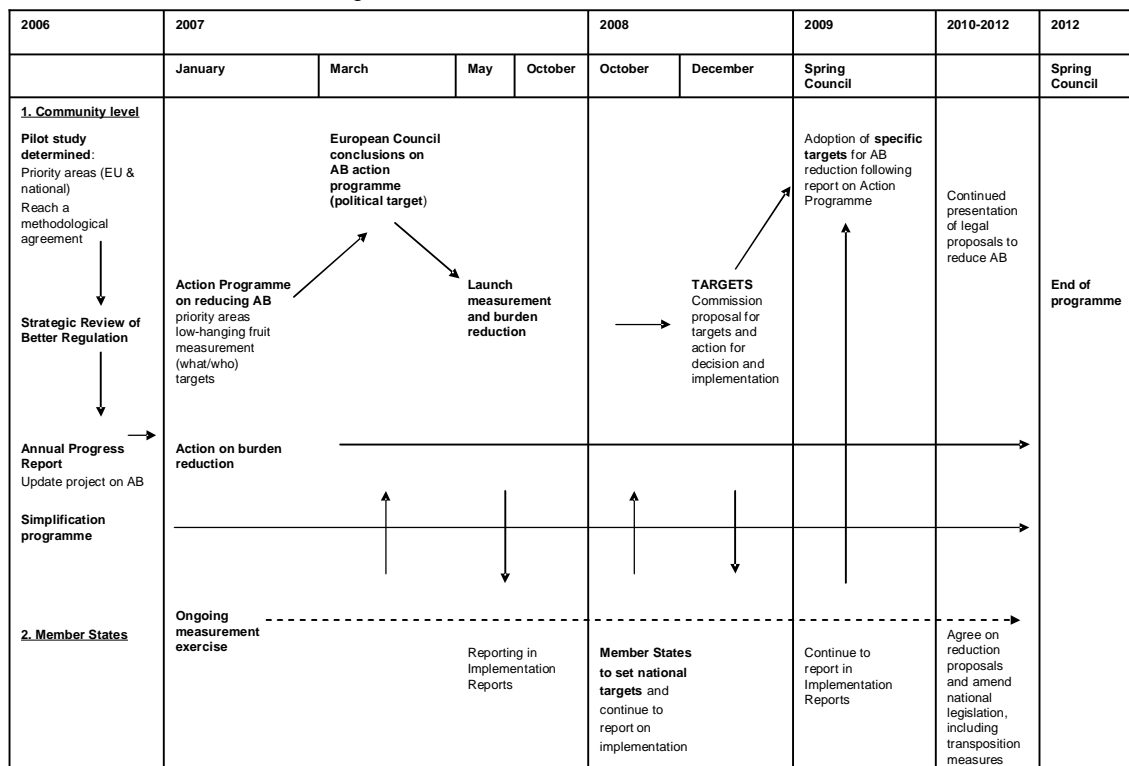 2006
2007
2008
2009
2010-2012
2012
January
March
May
October
October
December
Spring
Council
Spring
Council
1. Community level
Pilot study
determined:
Priority areas (EU &
national)
Reach a
methodological
agreement
Strategic Review of
Better Regulation
Annual Progress
Report
Update project on AB
Simplification
programme
Action Programme
on reducing AB
priority areas
low-hanging fruit
measurement
(what/who)
targets
Action on burden
reduction
European Council
conclusions on
AB action
programme
(political target)
Launch
measurement
and burden
reduction
TARGETS
Commission
proposal for
targets and
action for
decision and
implementation
Adoption of specific
targets for AB
reduction following
report on Action
Programme
Continued
presentation
of legal
proposals to
reduce AB
End of
programme
2. Member States
Ongoing
measurement
exercise
Reporting in
Implementation
Reports
Member States
to set national
targets and
continue to
report on
implementation
Continue to
report in
Implementation
Reports
Agree on
reduction
proposals
and amend
national
legislation,
including
transposition
measures